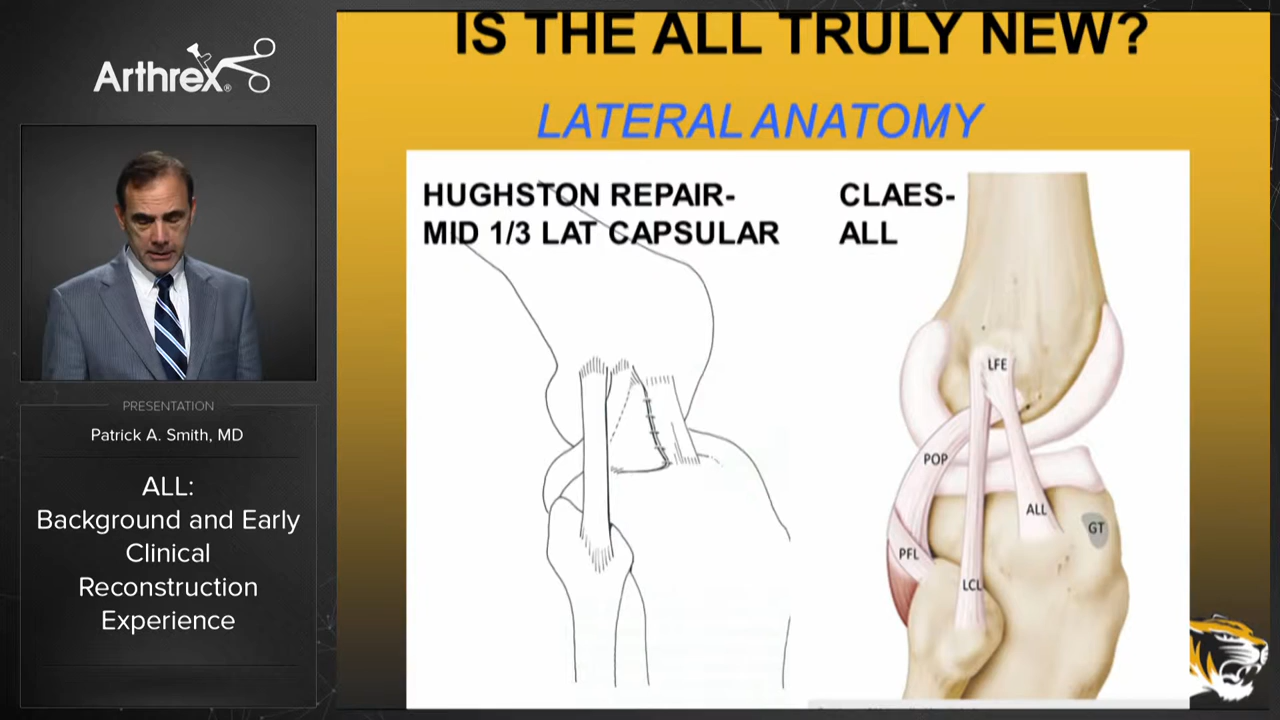 Arthrex®
PRESENTATION
Patrick A. Smith, MD
ALL:
Background and Early
Clinical
Reconstruction
Experience
IS THE ALL TRULY NEW?
LATERAL ANATOMY
HUGHSTON REPAIR-
MID 1/3 LAT CAPSULAR
CLAES-
ALL
LFE
POP
ALL
GT
PFL
LCL